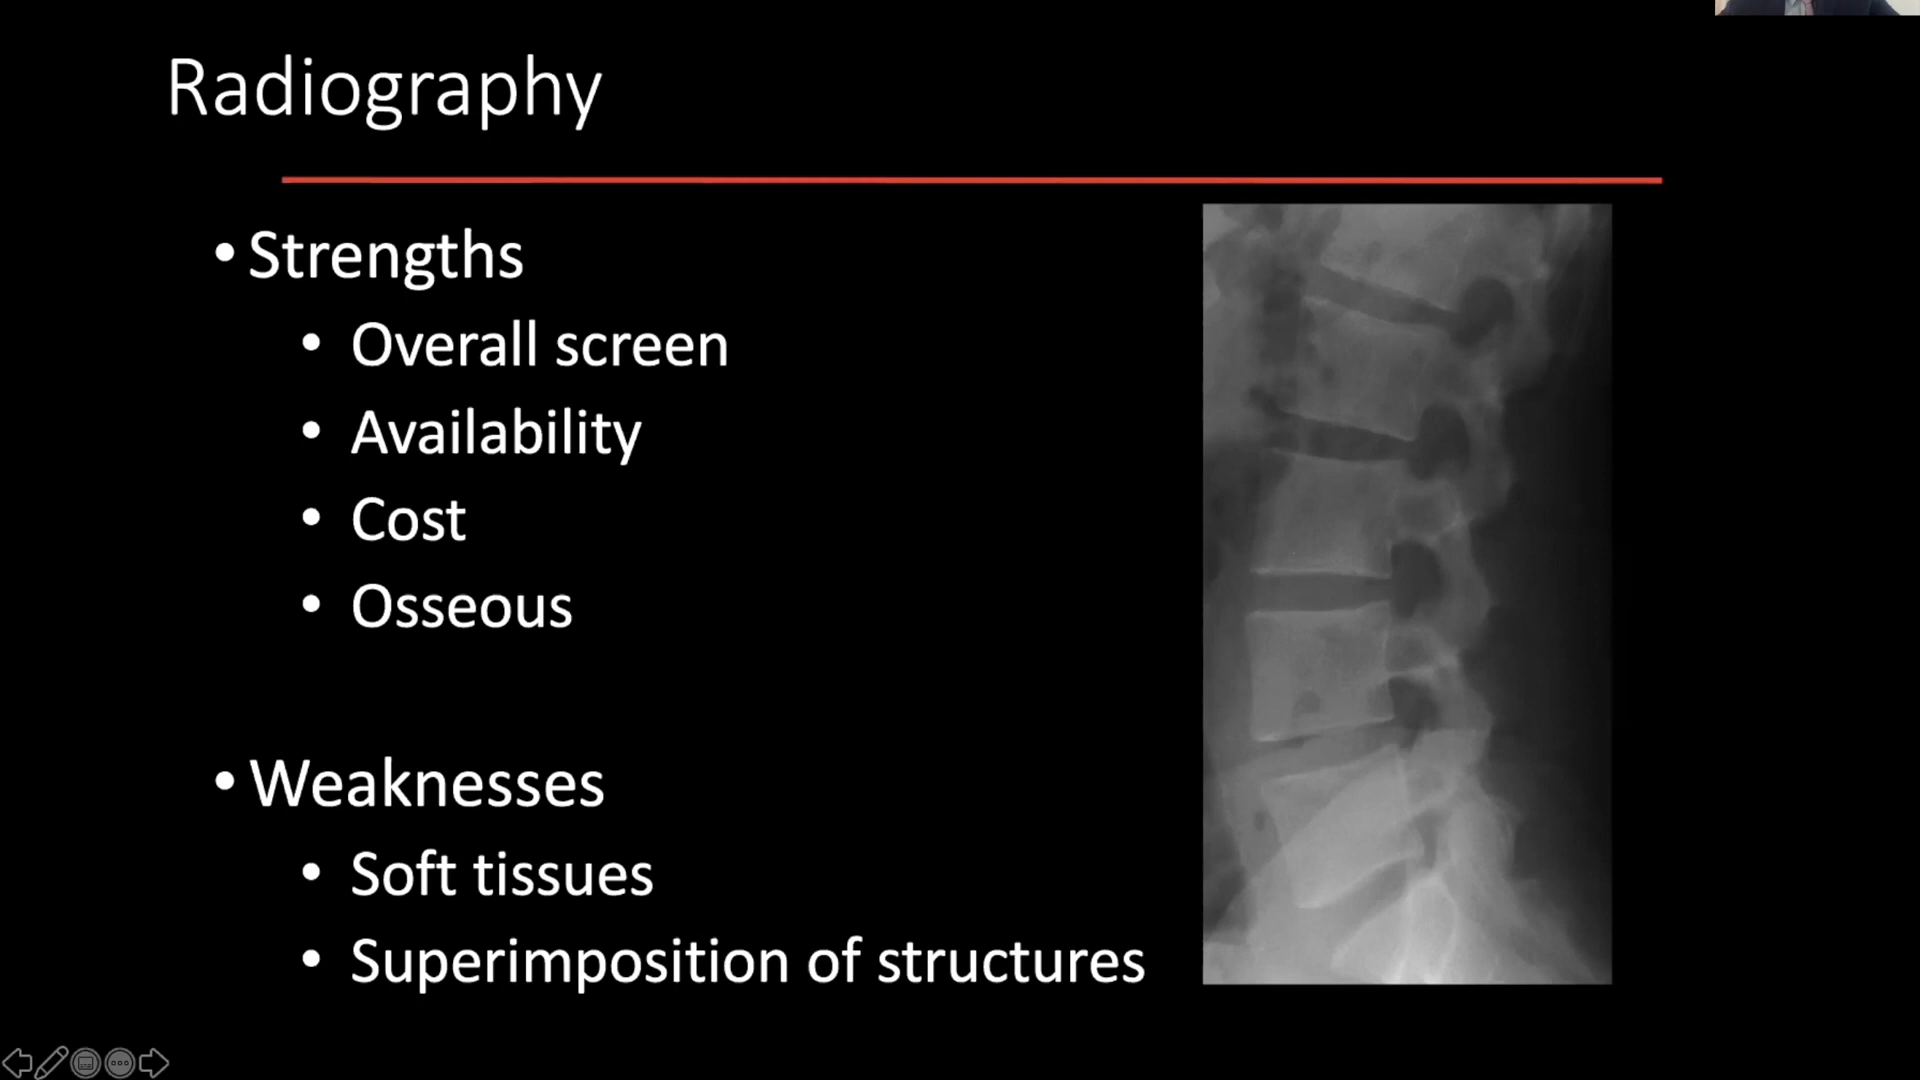 Radiography
• Strengths
• Overall screen
• Availability
• Cost
• Osseous
• Weaknesses
• Soft tissues
• Superimposition of structures